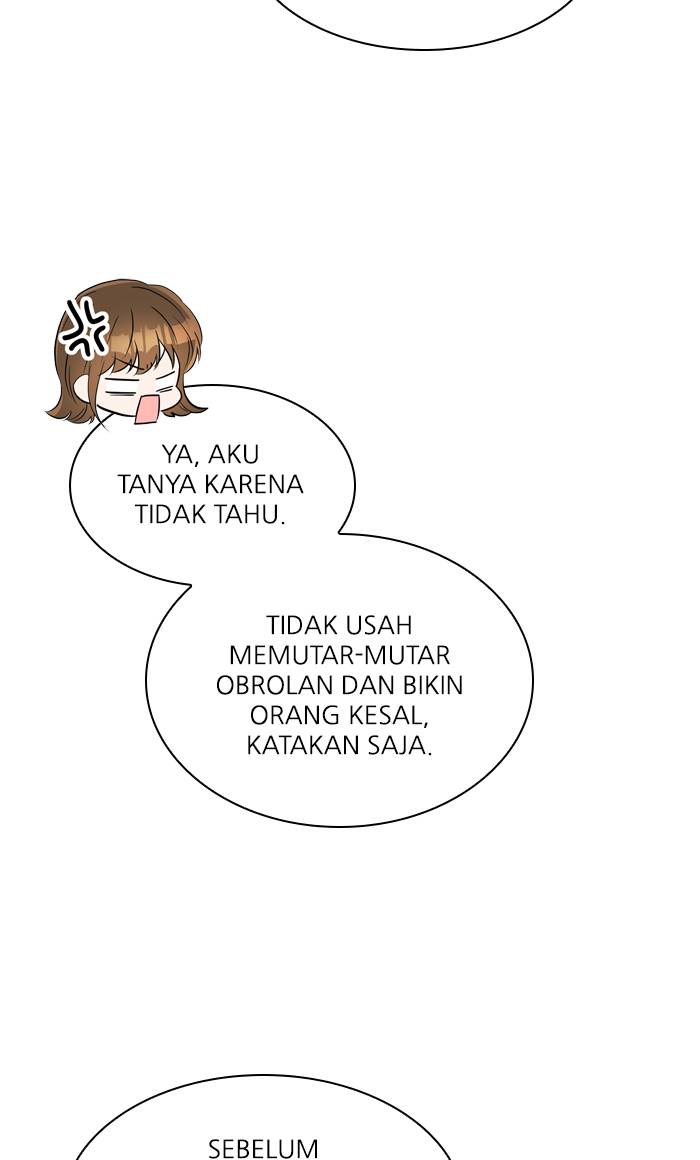 YA, AKU
TANYA KARENA
TIDAK TAHU.
TIDAK USAH
MEMUTAR-MUTAR
OBROLAN DAN BIKIN
ORANG KESAL,
KATAKAN SAJA.
SEBELUM